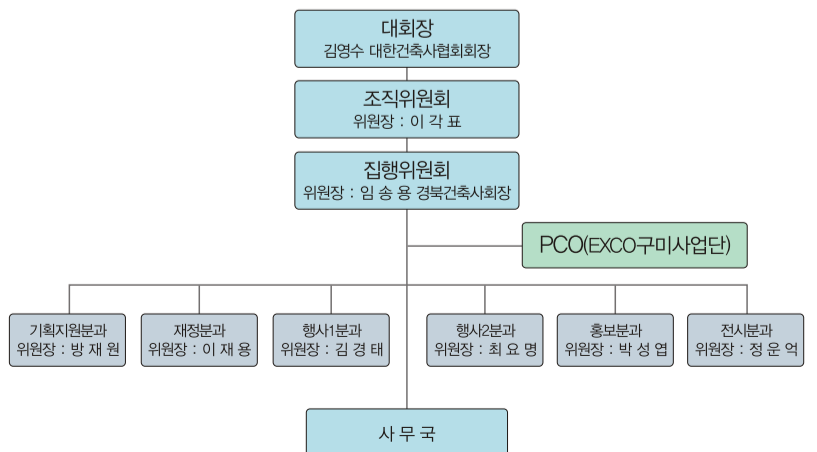 대회장
김영수 대한건축사협회회장
조직위원회
위원장 : 이 각 표
집행위원회
위원장 : 임 송 용 경북건축사회장
PCO(EXCO구미사업단)
기획지원분과
위원장 : 방 재 원
재정분과
위원장 : 이 재 용
행사1분과
위원장 : 김 경 태
행사2분과
위원장 : 최 요 명
홍보분과
위원장 : 박 성 엽
전시분과
위원장 : 정 운 억
사 무 국